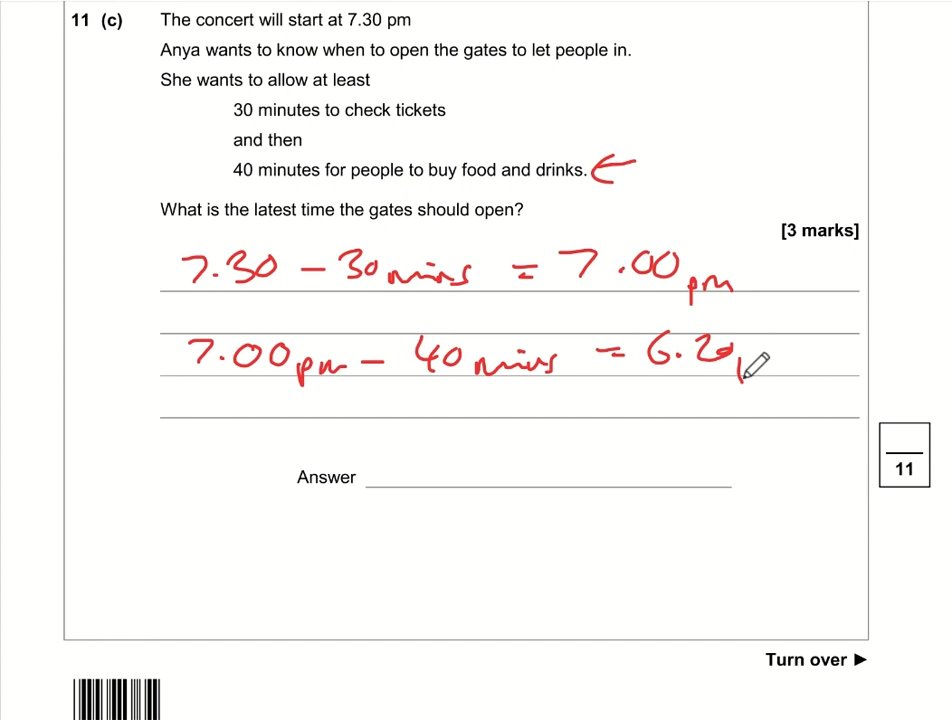 11 (c) The concert will start at 7.30 pm
Anya wants to know when to open the gates to let people in.
She wants to allow at least
30 minutes to check tickets
and then
40 minutes for people to buy food and drinks.
What is the latest time the gates should open?
[3 marks]
7.30 – 30 mins = 7.00 pm
7.00 pm – 40 mins = 6.20
Answer
11
Turn over ►